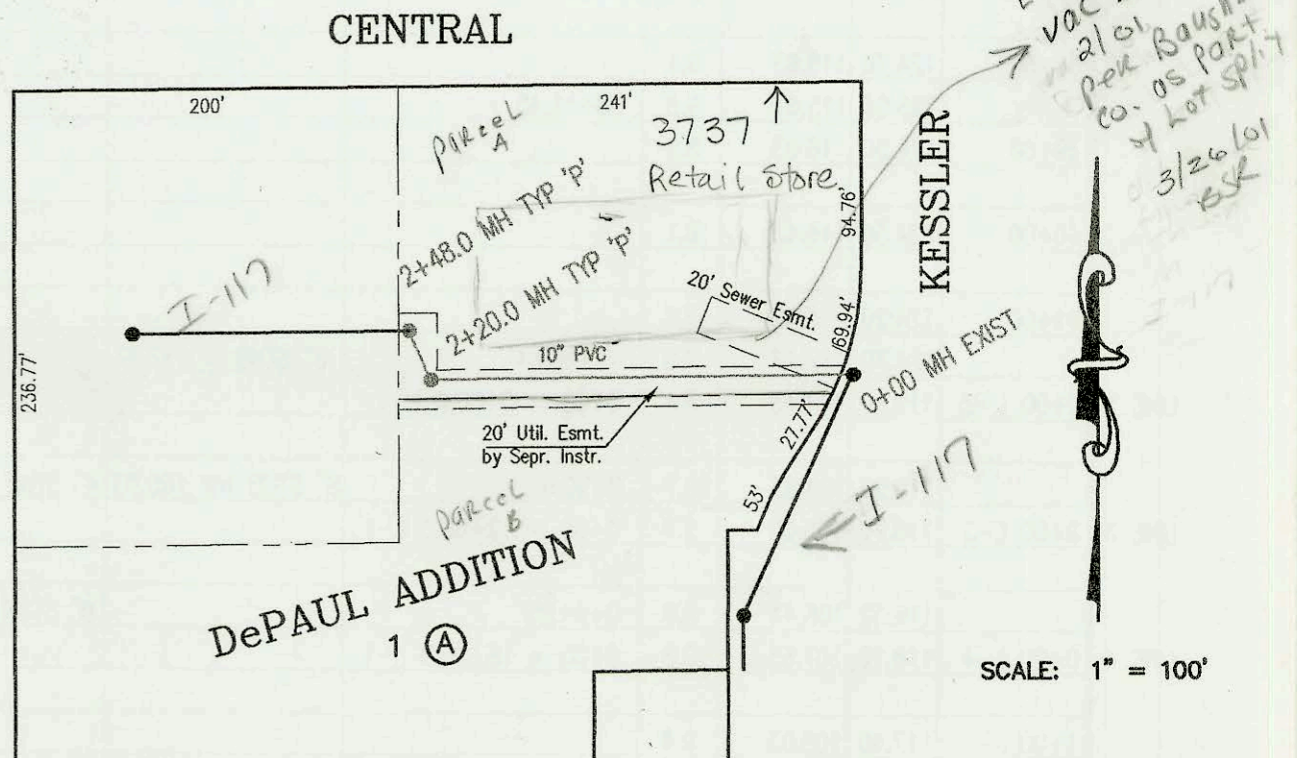 CENTRAL
200'
241'
vac
2/01
per Baush
co. as part
of Lot Split
3/26/01
BSR
parcel
A
3737
Retail Store
KESSLER
94.76'
2+48.0 MH TYP 'P'
2+20.0 MH TYP 'P'
I-117
20' Sewer Esmt.
69.94'
10" PVC
0+00 MH EXIST
236.77'
20' Util. Esmt.
by Sepr. Instr.
27.77'
53'
I-117
parcel
B
DePAUL ADDITION
1 A
SCALE: 1" = 100'